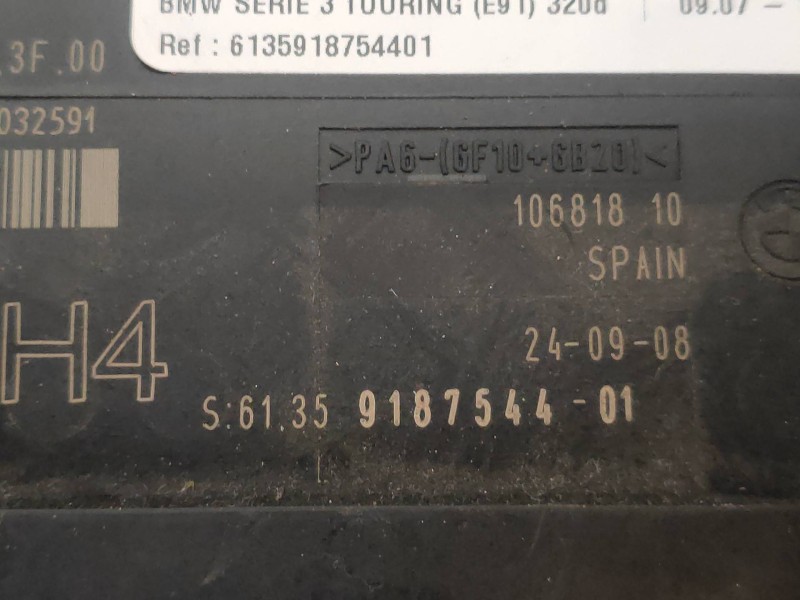 BMW SERIE 3 TOURING (E91) 320d
09.07 –
Ref : 6135918754401
.3F.00
032591
>PA6-(GF10+GB20)<
106818 10
SPAIN
H4
24-09-08
S:61.35 9187544-01